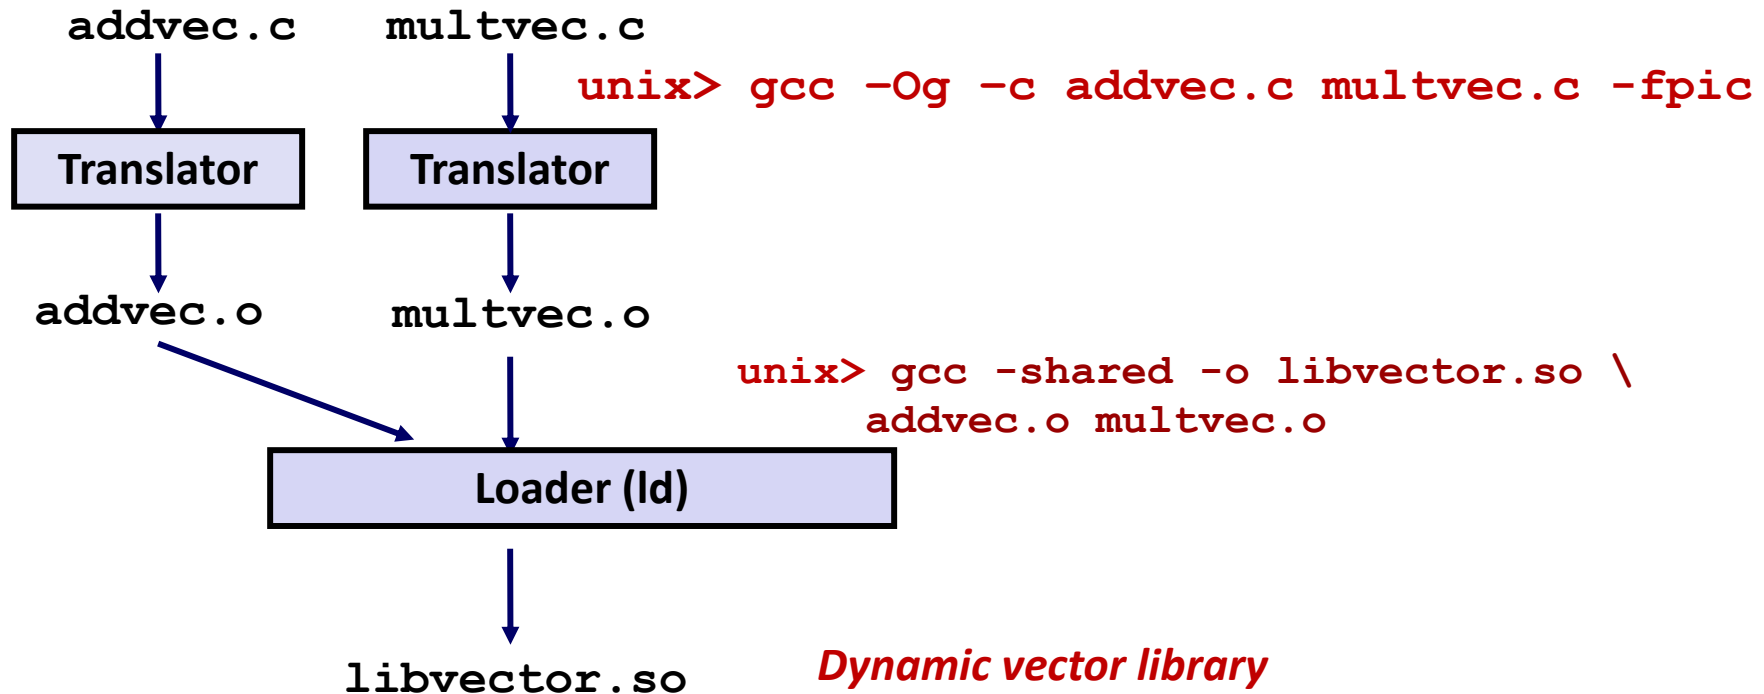 addvec.c multvec.c
unix> gcc –Og –c addvec.c multvec.c -fpic
Translator Translator
addvec.o multvec.o
unix> gcc -shared -o libvector.so \
addvec.o multvec.o
Loader (ld)
libvector.so
Dynamic vector library